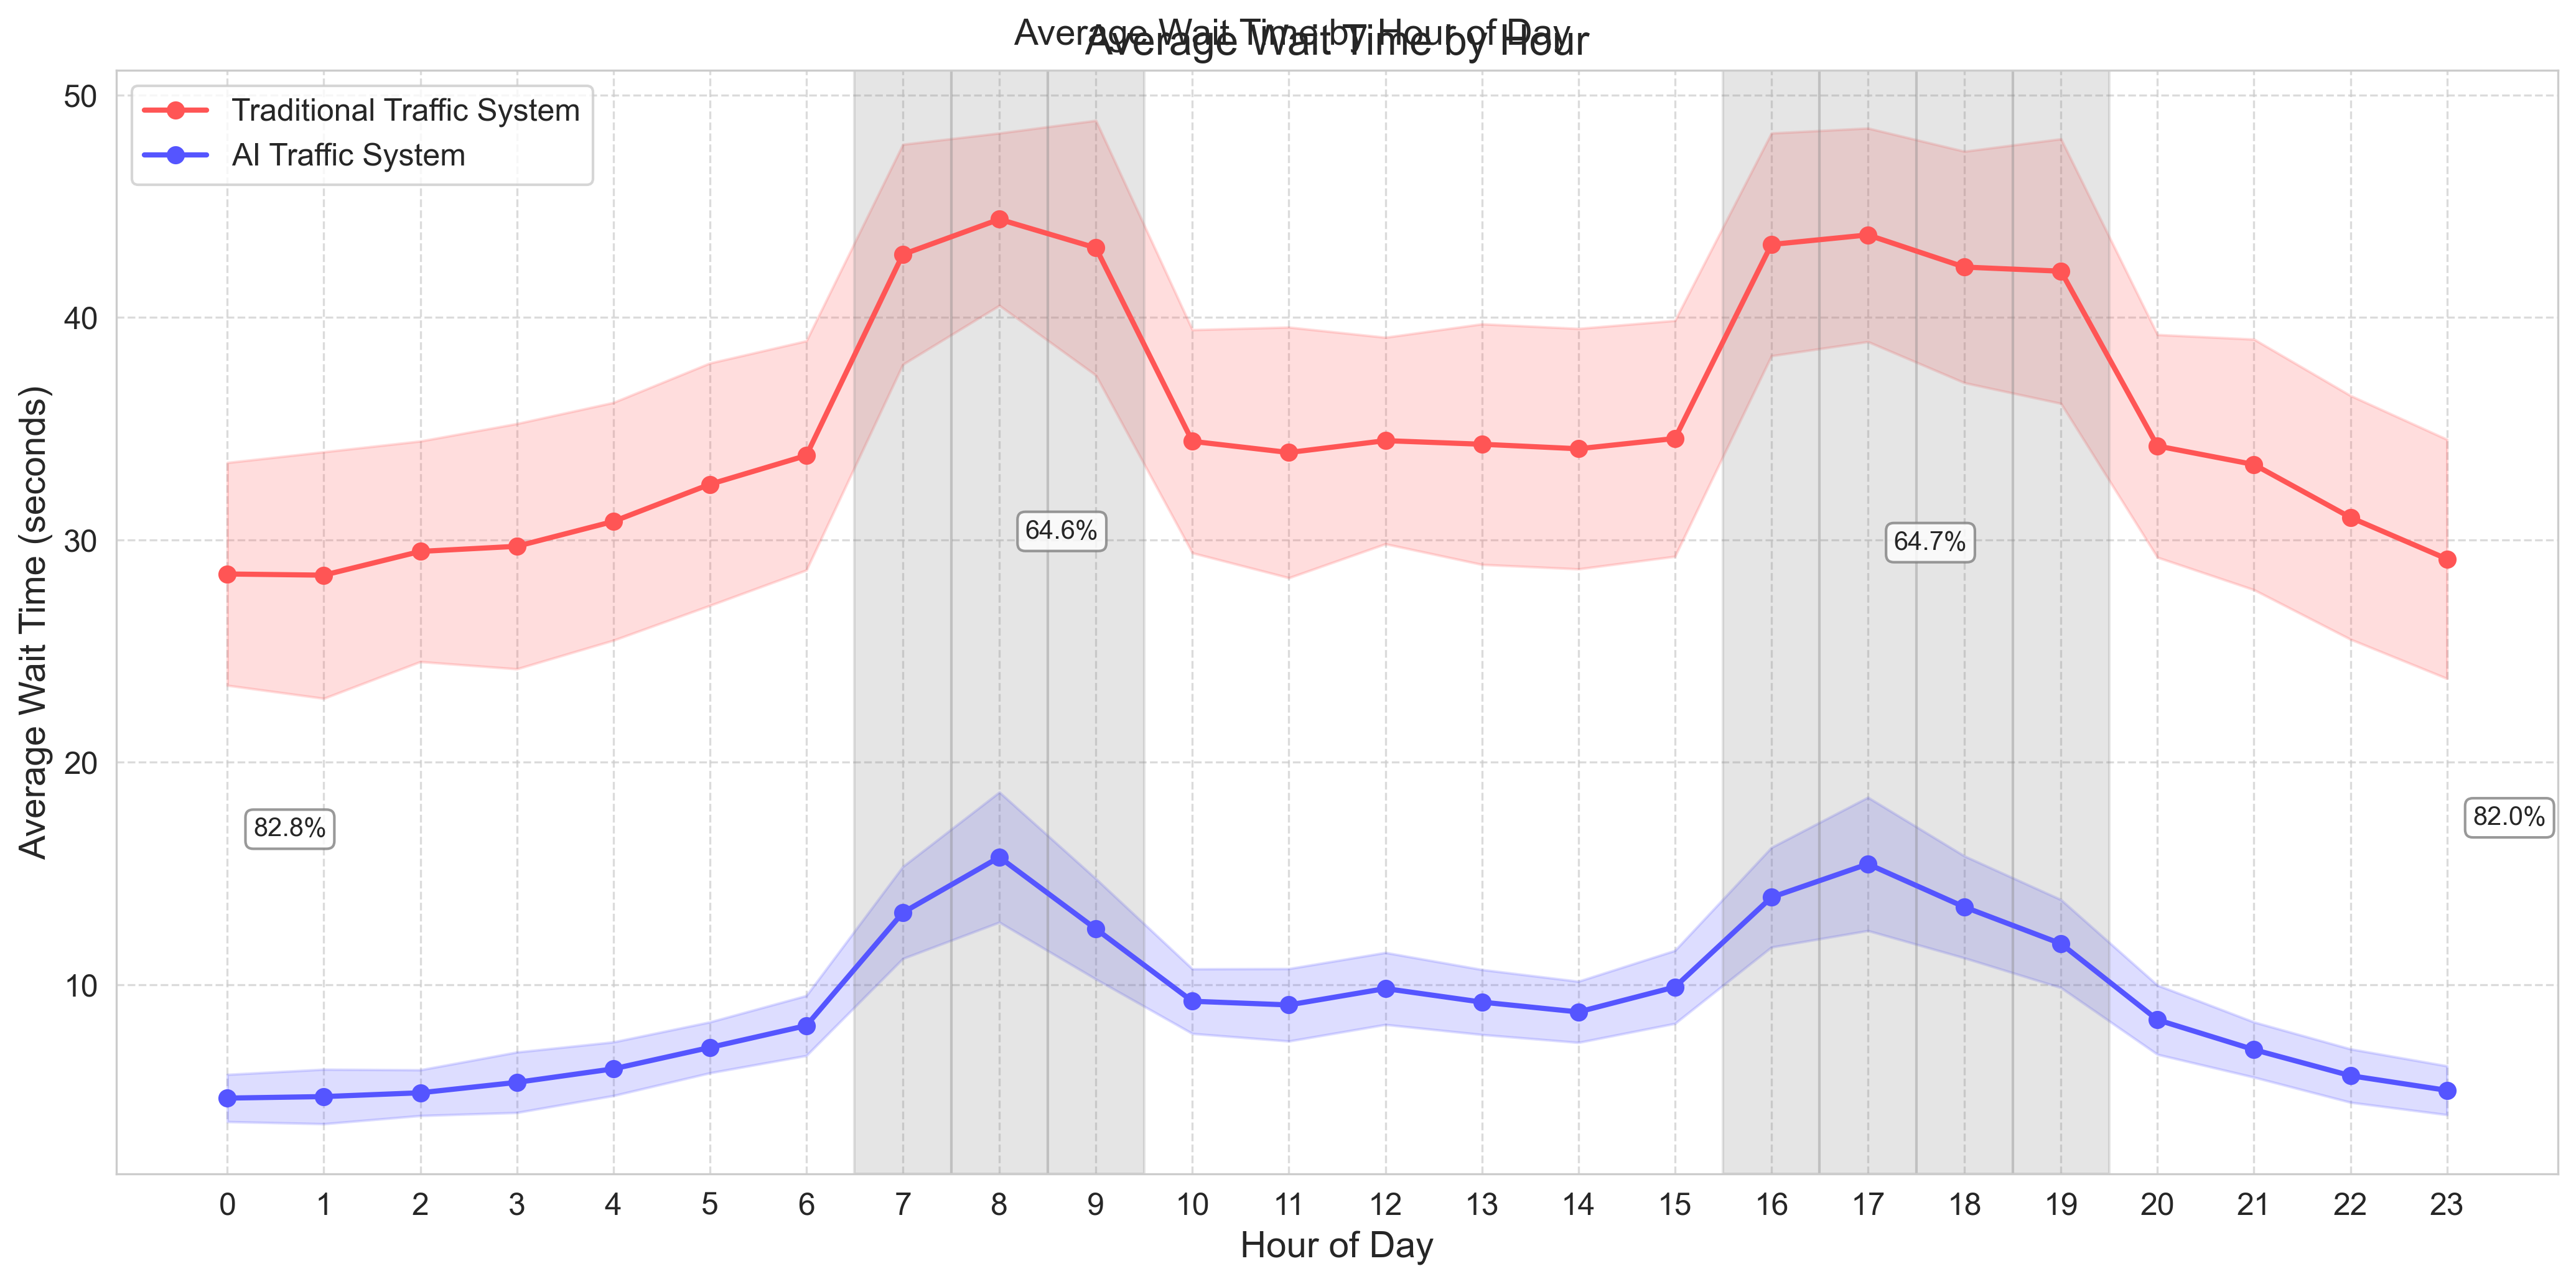 Average Wait Time by Hour of Day
Average Wait Time by Hour
Traditional Traffic System
AI Traffic System
Average Wait Time (seconds)
50
40
30
20
10
64.6%
64.7%
82.8%
82.0%
0 1 2 3 4 5 6 7 8 9 10 11 12 13 14 15 16 17 18 19 20 21 22 23
Hour of Day